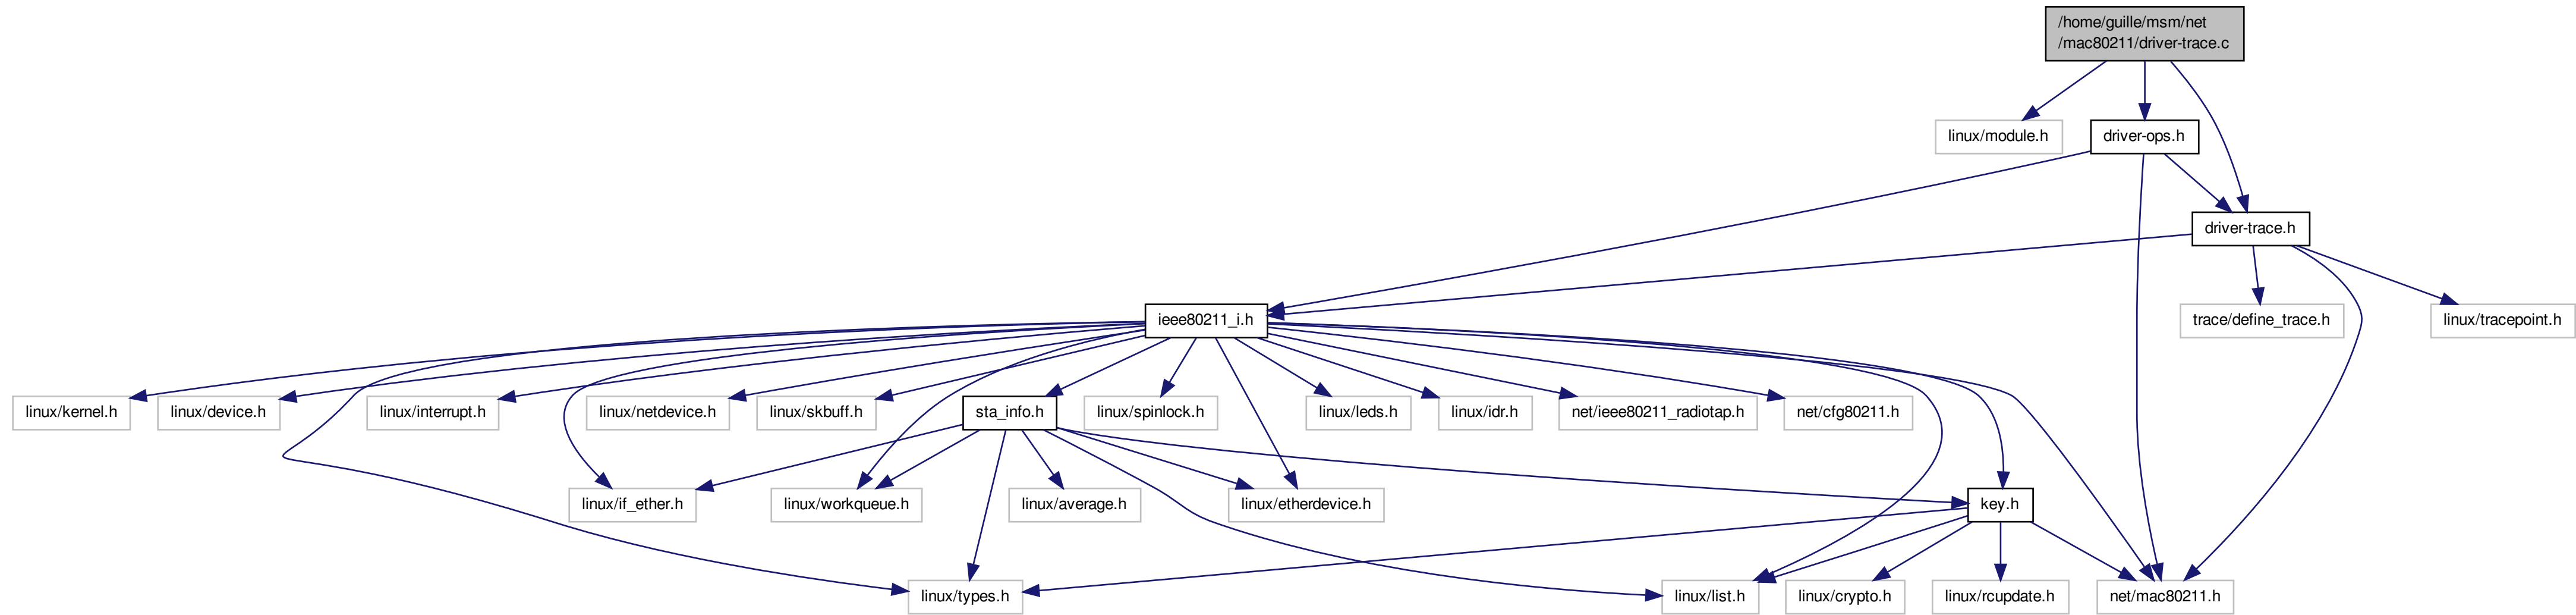 /home/guille/msm/net
/mac80211/driver-trace.c
linux/module.h
driver-ops.h
driver-trace.h
ieee80211_i.h
trace/define_trace.h
linux/tracepoint.h
linux/kernel.h
linux/device.h
linux/interrupt.h
linux/netdevice.h
linux/skbuff.h
sta_info.h
linux/spinlock.h
linux/leds.h
linux/idr.h
net/ieee80211_radiotap.h
net/cfg80211.h
linux/if_ether.h
linux/workqueue.h
linux/average.h
linux/etherdevice.h
key.h
linux/types.h
linux/list.h
linux/crypto.h
linux/rcupdate.h
net/mac80211.h